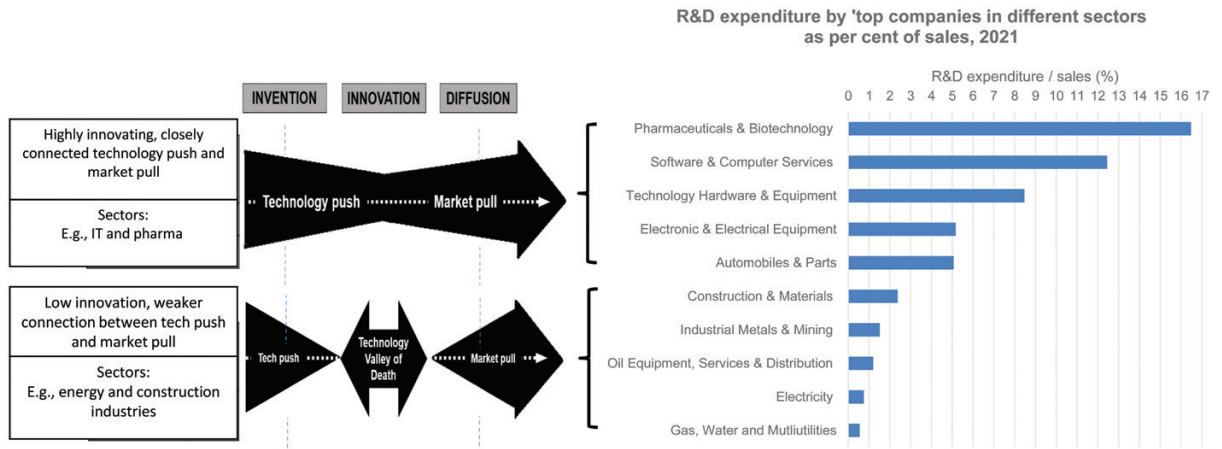 R&D expenditure by 'top companies in different sectors
as per cent of sales, 2021
INVENTION
INNOVATION
DIFFUSION
Highly innovating, closely
connected technology push and
market pull
Sectors:
E.g., IT and pharma
Technology push
Market pull
Low innovation, weaker
connection between tech push
and market pull
Sectors:
E.g., energy and construction
industries
Tech push
Technology
Valley of
Death
Market pull
R&D expenditure / sales (%)
0 1 2 3 4 5 6 7 8 9 10 11 12 13 14 15 16 17
Pharmaceuticals & Biotechnology
Software & Computer Services
Technology Hardware & Equipment
Electronic & Electrical Equipment
Automobiles & Parts
Construction & Materials
Industrial Metals & Mining
Oil Equipment, Services & Distribution
Electricity
Gas, Water and Mutliutilities